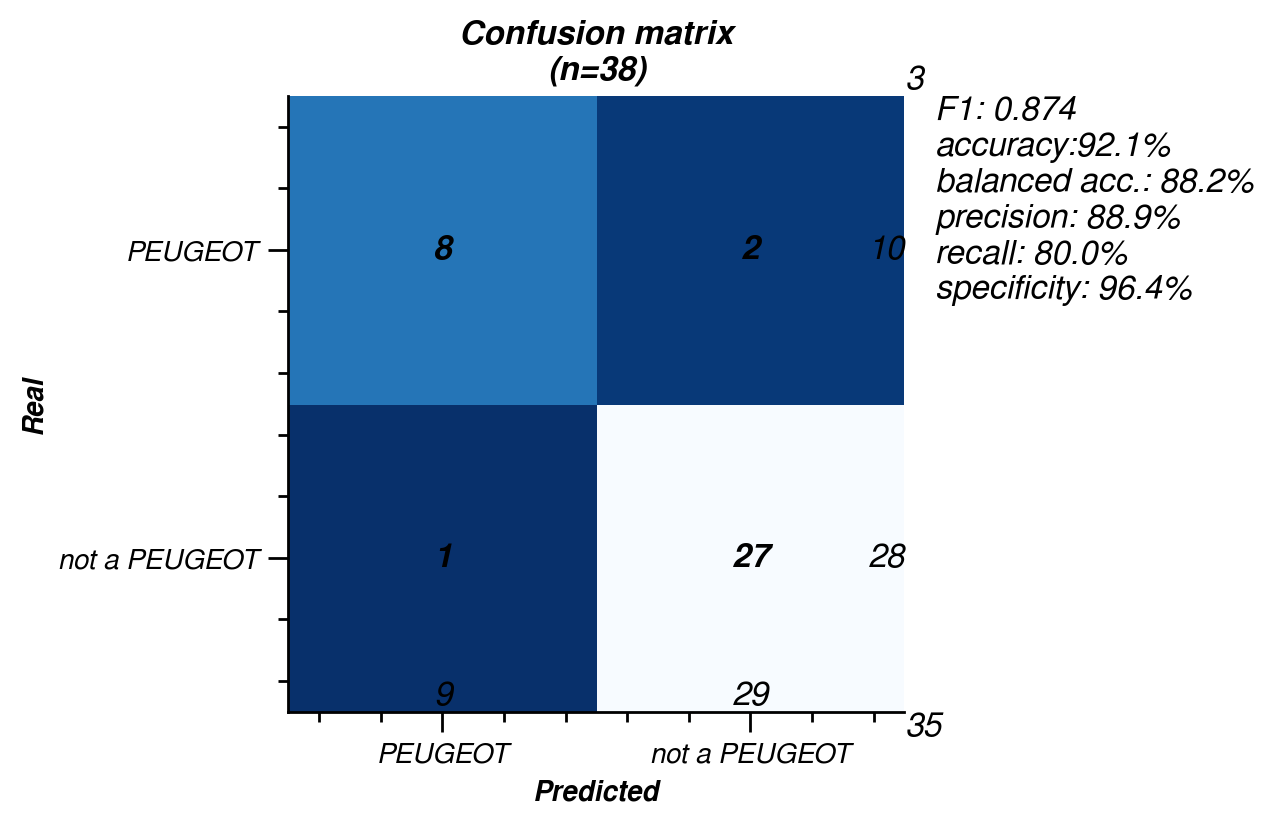 Confusion matrix
(n=38)
3
F1: 0.874
accuracy:92.1%
balanced acc.: 88.2%
precision: 88.9%
recall: 80.0%
specificity: 96.4%
PEUGEOT
8
2
10
Real
not a PEUGEOT
1
27
28
9
29
35
PEUGEOT
not a PEUGEOT
Predicted